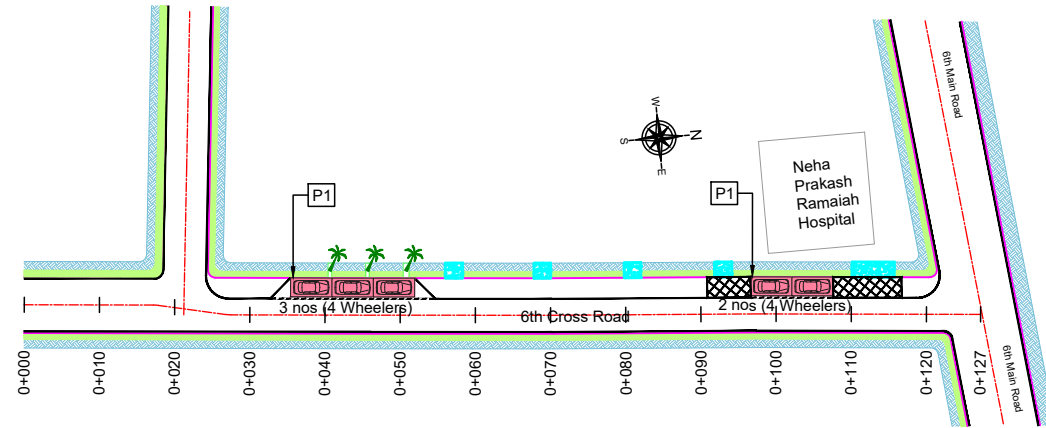 6th Main Road
W
S
N
E
Neha
Prakash
Ramaiah
Hospital
P1
P1
3 nos (4 Wheelers)
2 nos (4 Wheelers)
6th Cross Road
0+000
0+010
0+020
0+030
0+040
0+050
0+060
0+070
0+080
0+090
0+100
0+110
0+120
0+127
6th Main Road